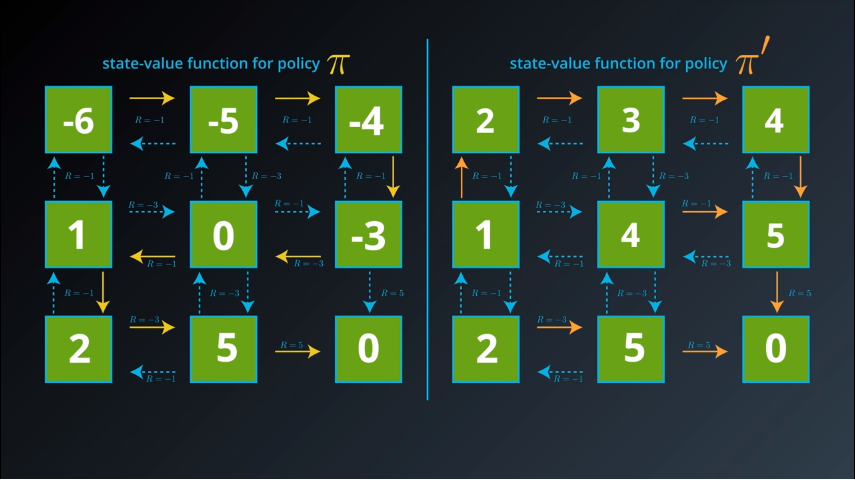 state-value function for policy π
-6 -5 -4
R = −1 R = −1
R = −1 R = −1 R = −3 R = −1
R = −3 R = −1
1 0 -3
R = −1 R = −3
R = −1 R = −3 R = 5
R = −3 R = 5
2 5 0
R = −1
state-value function for policy π′
2 3 4
R = −1 R = −1
R = −1 R = −1 R = −3 R = −1
R = −3 R = −1
1 4 5
R = −1 R = −3
R = −1 R = −3 R = 5
R = −3 R = 5
2 5 0
R = −1